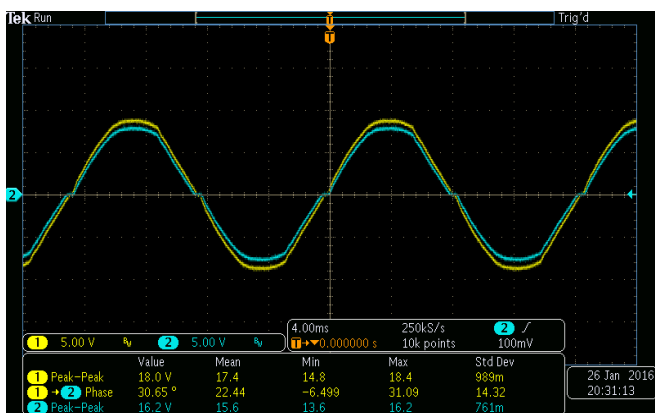 Tek Run Trig'd
T
T
2
4.00ms 250kS/s 2
1 5.00 V BW 2 5.00 V BW T→▼0.000000 s 10k points 100mV
Value Mean Min Max Std Dev
1 Peak–Peak 18.0 V 17.4 14.8 18.4 989m
1 → 2 Phase 30.65 ° 22.44 −6.499 31.09 14.32
2 Peak–Peak 16.2 V 15.6 13.6 16.2 761m
26 Jan 2016
20:31:13